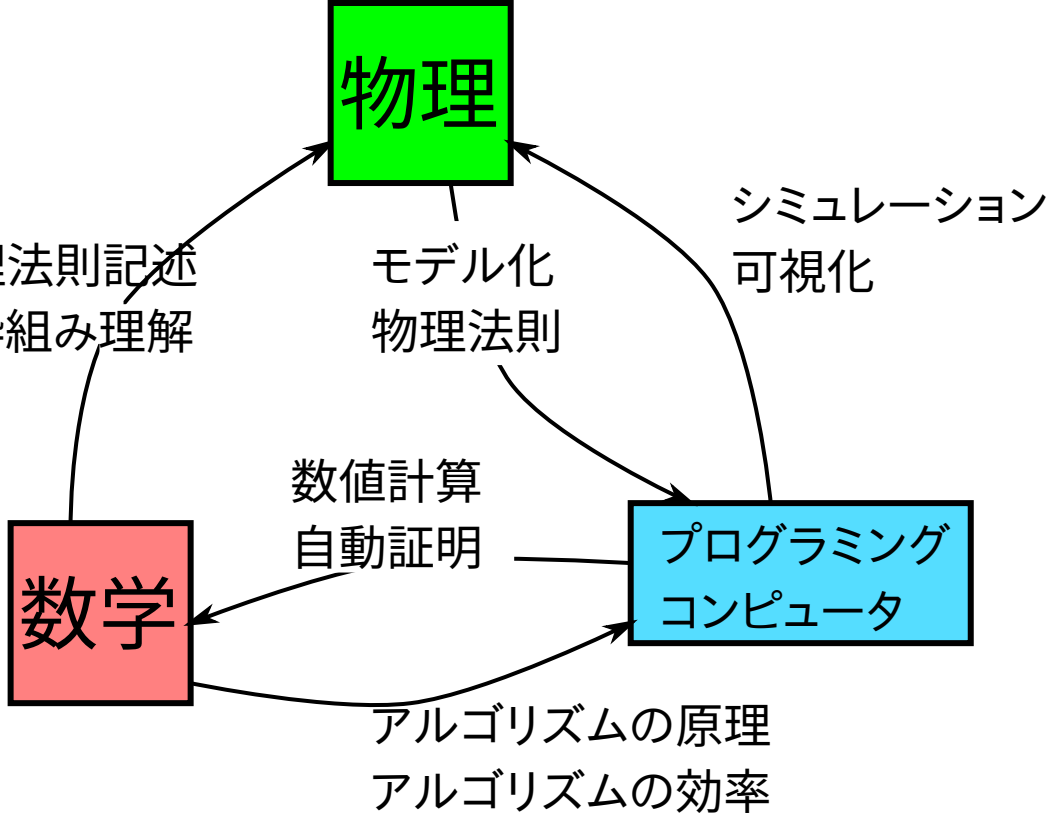 物理
シミュレーション
可視化
理法則記述
組み理解
モデル化
物理法則
数値計算
自動証明
プログラミング
コンピュータ
数学
アルゴリズムの原理
アルゴリズムの効率